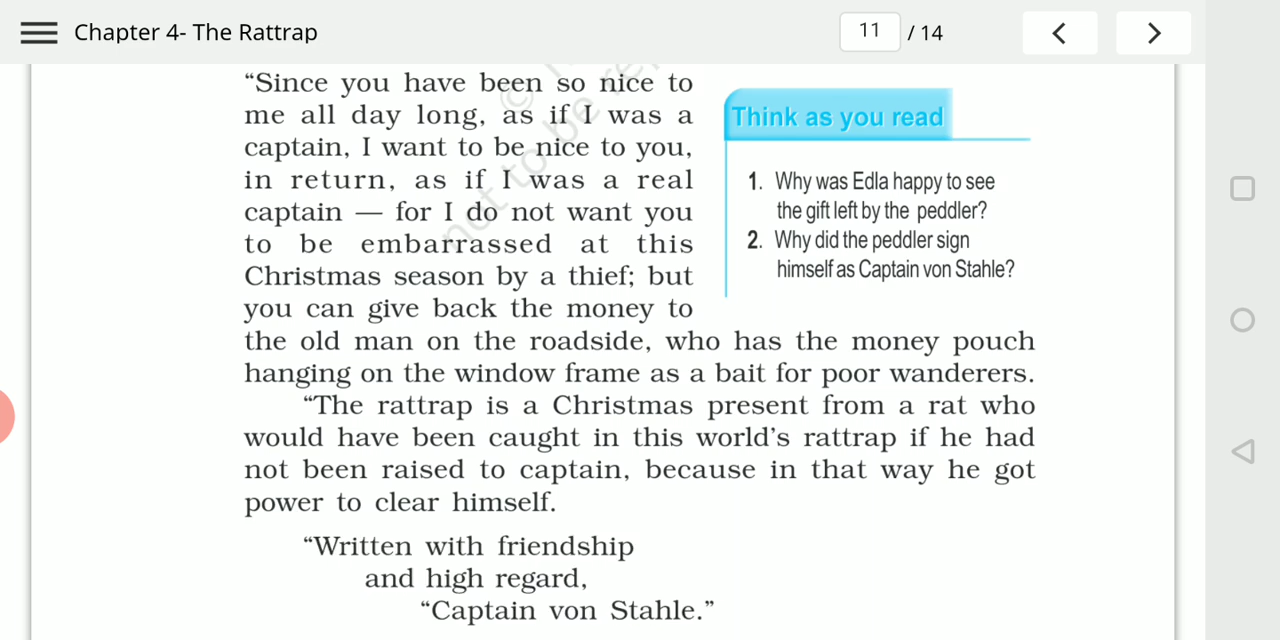 Chapter 4- The Rattrap
11 / 14
“Since you have been so nice to
me all day long, as if I was a
captain, I want to be nice to you,
in return, as if I was a real
captain — for I do not want you
to be embarrassed at this
Christmas season by a thief; but
you can give back the money to
the old man on the roadside, who has the money pouch
hanging on the window frame as a bait for poor wanderers.
“The rattrap is a Christmas present from a rat who
would have been caught in this world’s rattrap if he had
not been raised to captain, because in that way he got
power to clear himself.
“Written with friendship
and high regard,
“Captain von Stahle.”
Think as you read
1. Why was Edla happy to see
the gift left by the peddler?
2. Why did the peddler sign
himself as Captain von Stahle?
©
not to be re